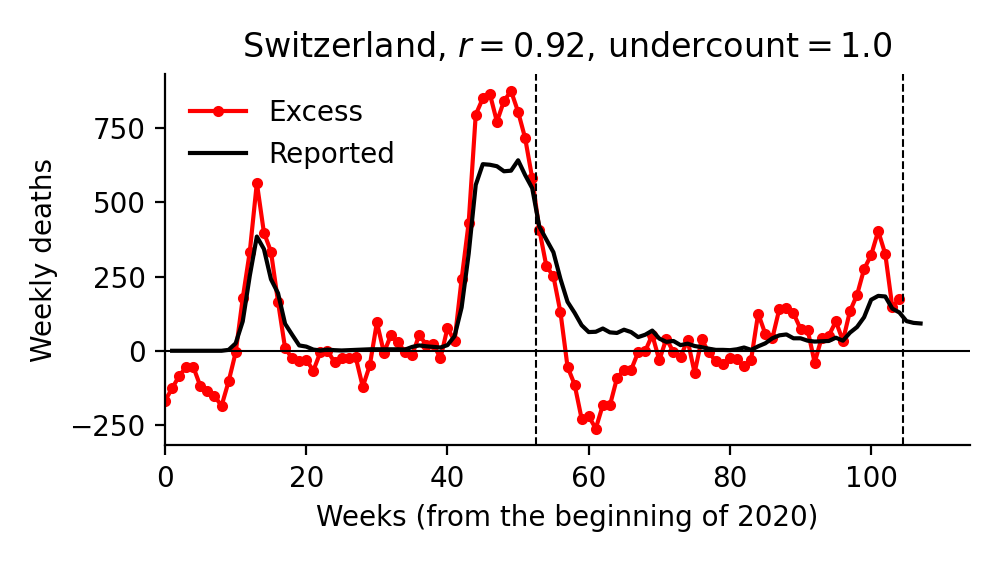 Switzerland, r = 0.92, undercount = 1.0
Excess
Reported
Weekly deaths
750
500
250
0
−250
0 20 40 60 80 100
Weeks (from the beginning of 2020)